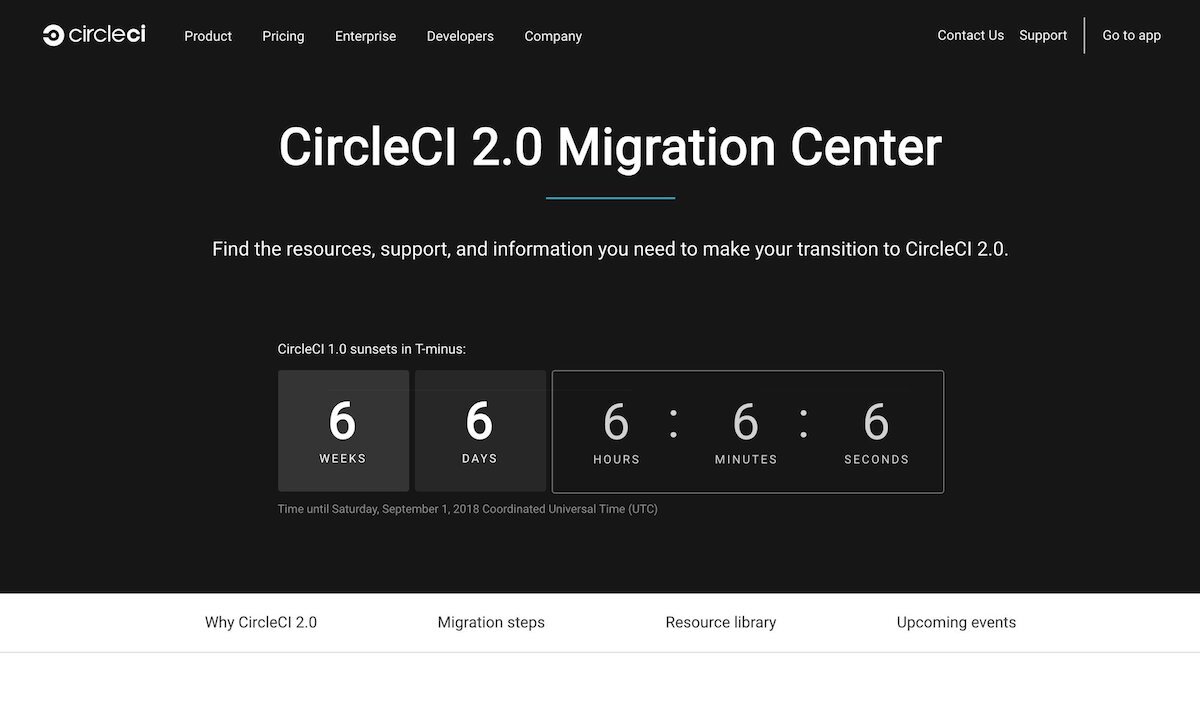 circleci Product Pricing Enterprise Developers Company Contact Us Support Go to app
CircleCI 2.0 Migration Center
Find the resources, support, and information you need to make your transition to CircleCI 2.0.
CircleCI 1.0 sunsets in T-minus:
6 6 6 : 6 : 6
WEEKS DAYS HOURS MINUTES SECONDS
Time until Saturday, September 1, 2018 Coordinated Universal Time (UTC)
Why CircleCI 2.0 Migration steps Resource library Upcoming events